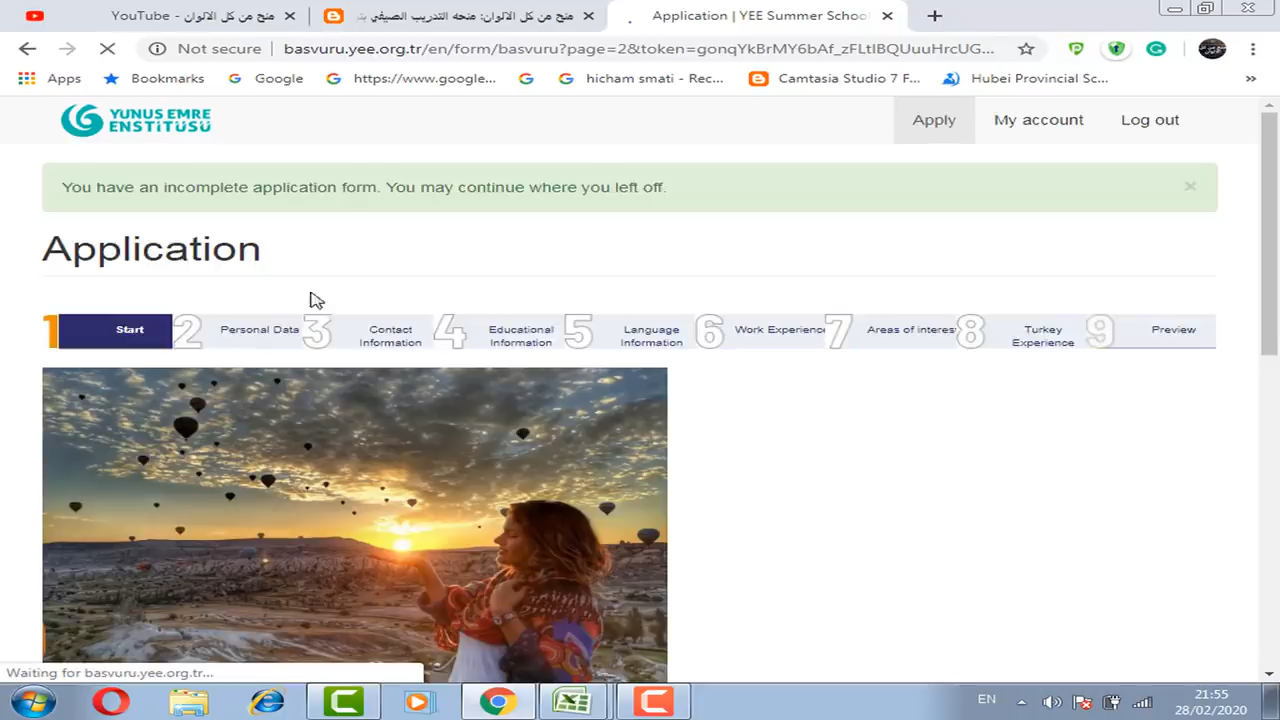 YouTube - منح من كل الالوان
منح من كل الالوان: منحه التدريب الصيفي بتر
Application | YEE Summer School
Not secure
basvuru.yee.org.tr/en/form/basvuru?page=2&token=gonqYkBrMY6bAf_zFLtIBQUuuHrcUG...
Apps
Bookmarks
Google
https://www.google...
hicham smati - Rec...
Camtasia Studio 7 F...
Hubei Provincial Sc...
»
YUNUS EMRE
ENSTİTÜSÜ
Apply
My account
Log out
You have an incomplete application form. You may continue where you left off.
×
Application
1 Start
2 Personal Data
3 Contact
Information
4 Educational
Information
5 Language
Information
6 Work Experience
7 Areas of interest
8 Turkey
Experience
9 Preview
Waiting for basvuru.yee.org.tr...
EN
21:55
28/02/2020